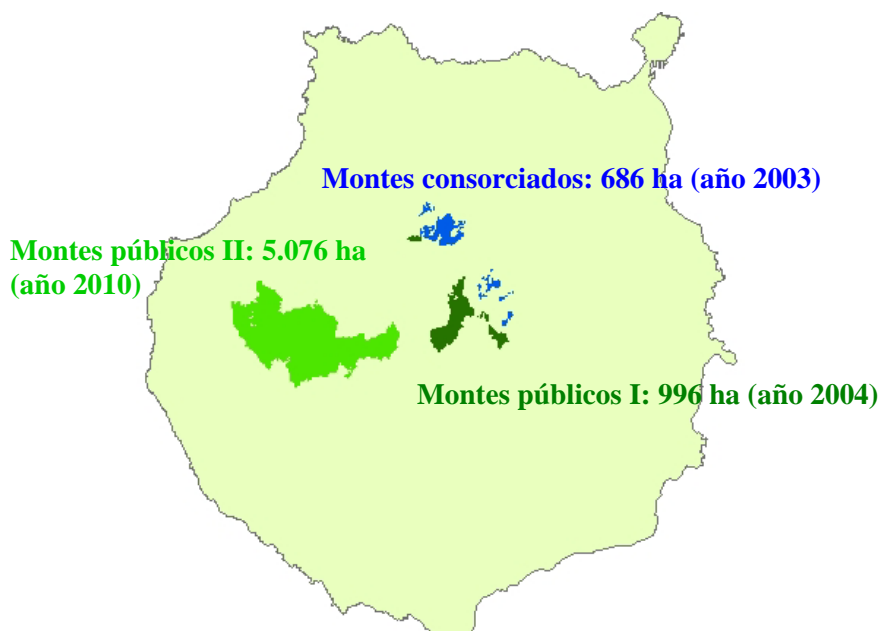 Montes consorciados: 686 ha (año 2003)
Montes públicos II: 5.076 ha
(año 2010)
Montes públicos I: 996 ha (año 2004)